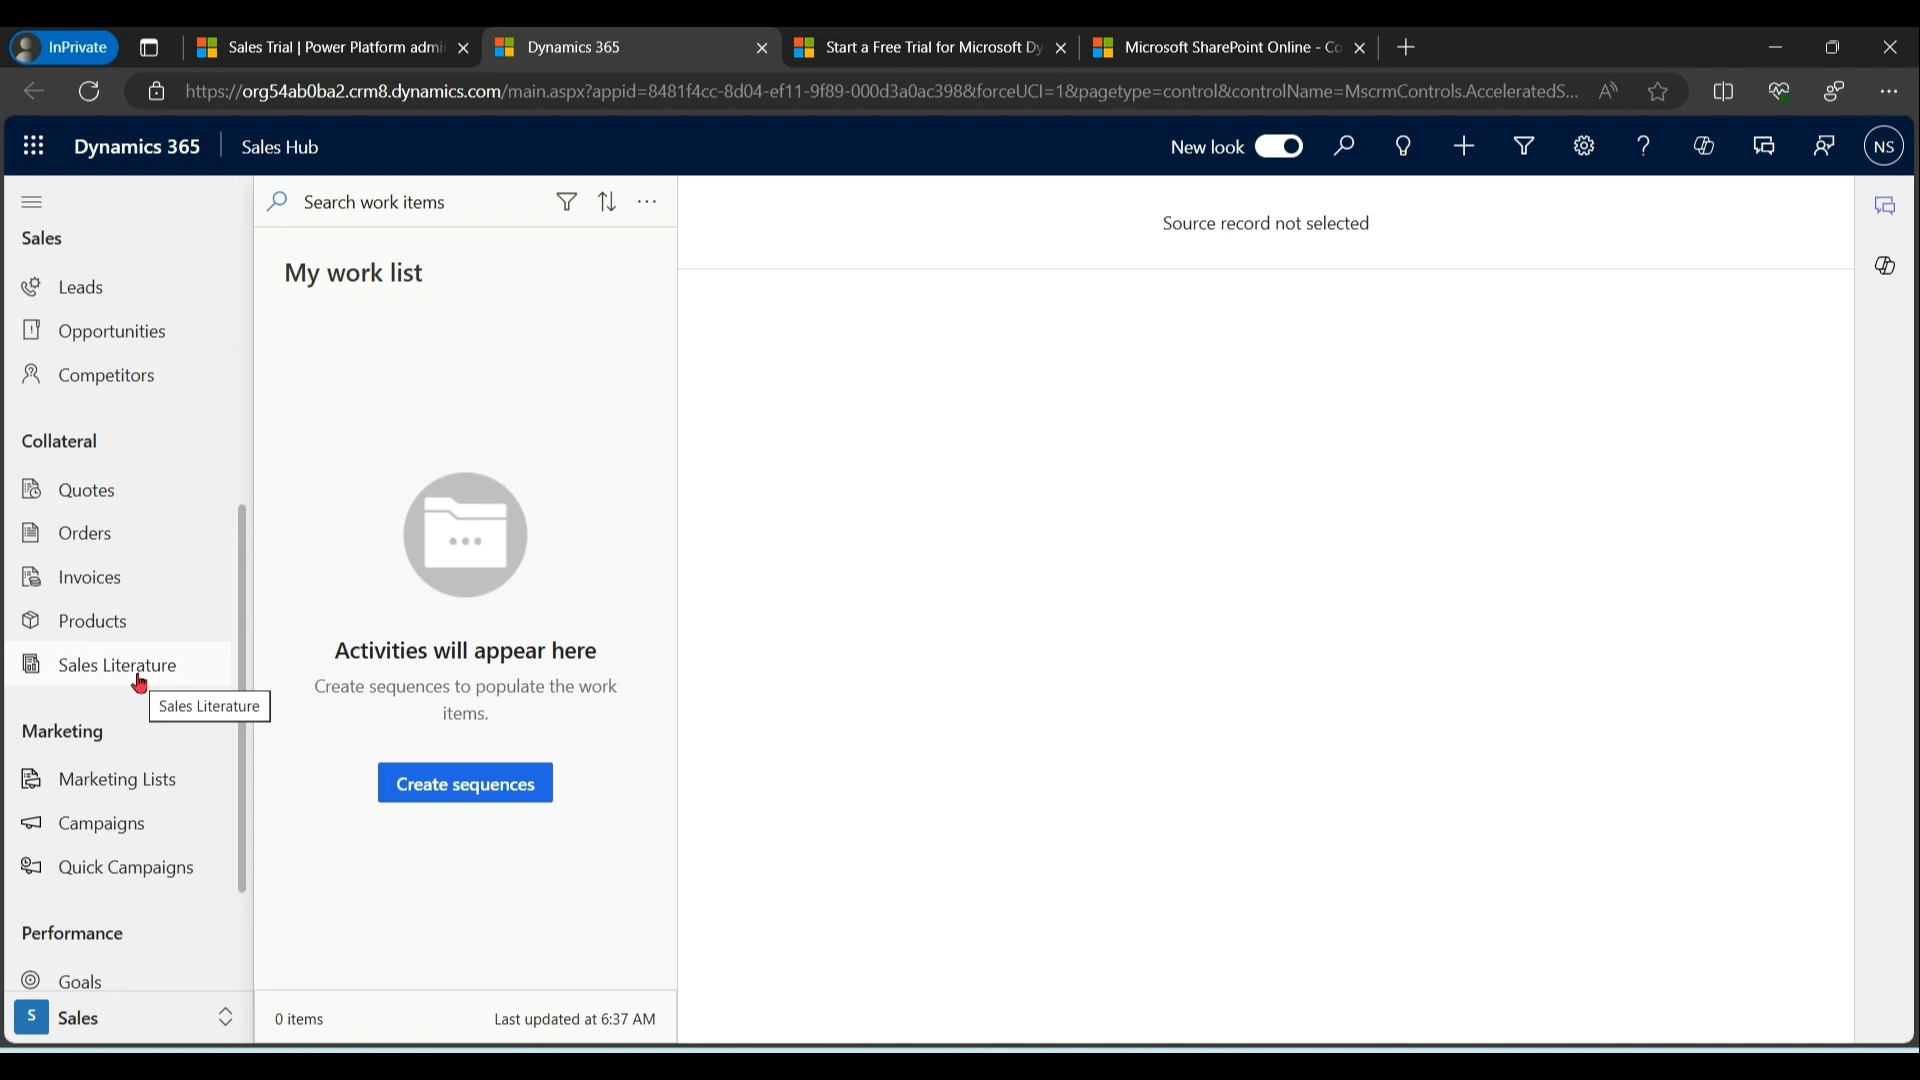 InPrivate
Sales Trial | Power Platform admi
Dynamics 365
Start a Free Trial for Microsoft Dy
Microsoft SharePoint Online - Co
https://org54ab0ba2.crm8.dynamics.com/main.aspx?appid=8481f4cc-8d04-ef11-9f89-000d3a0ac398&forceUCI=1&pagetype=control&controlName=MscrmControls.AcceleratedS...
Dynamics 365
Sales Hub
New look
NS
Sales
Leads
Opportunities
Competitors
Collateral
Quotes
Orders
Invoices
Products
Sales Literature
Sales Literature
Marketing
Marketing Lists
Campaigns
Quick Campaigns
Performance
Goals
S Sales
Search work items
My work list
Activities will appear here
Create sequences to populate the work
items.
Create sequences
0 items
Last updated at 6:37 AM
Source record not selected